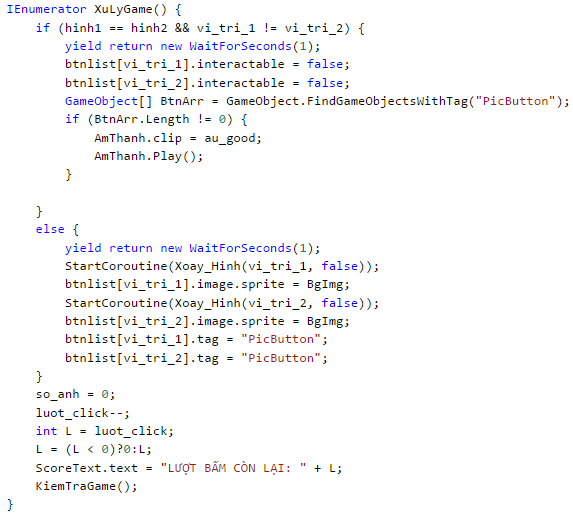 IEnumerator XuLyGame() {
    if (hinh1 == hinh2 && vi_tri_1 != vi_tri_2) {
        yield return new WaitForSeconds(1);
        btnlist[vi_tri_1].interactable = false;
        btnlist[vi_tri_2].interactable = false;
        GameObject[] BtnArr = GameObject.FindGameObjectsWithTag("PicButton");
        if (BtnArr.Length != 0) {
            AmThanh.clip = au_good;
            AmThanh.Play();
        }

    }
    else {
        yield return new WaitForSeconds(1);
        StartCoroutine(Xoay_Hinh(vi_tri_1, false));
        btnlist[vi_tri_1].image.sprite = BgImg;
        StartCoroutine(Xoay_Hinh(vi_tri_2, false));
        btnlist[vi_tri_2].image.sprite = BgImg;
        btnlist[vi_tri_1].tag = "PicButton";
        btnlist[vi_tri_2].tag = "PicButton";
    }
    so_anh = 0;
    luot_click--;
    int L = luot_click;
    L = (L < 0)?0:L;
    ScoreText.text = "LƯỢT BẤM CÒN LẠI: " + L;
    KiemTraGame();
}